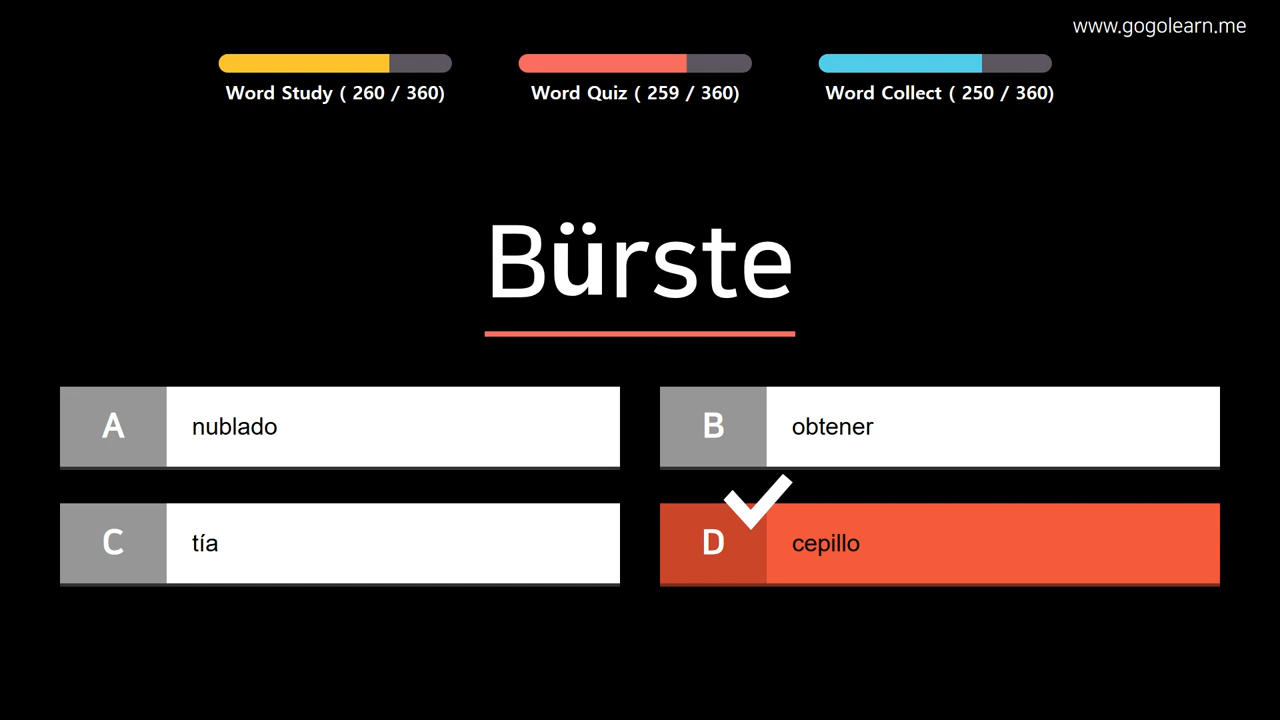 www.gogolearn.me
Word Study ( 260 / 360)
Word Quiz ( 259 / 360)
Word Collect ( 250 / 360)
Bürste
A nublado
B obtener
C tía
D cepillo